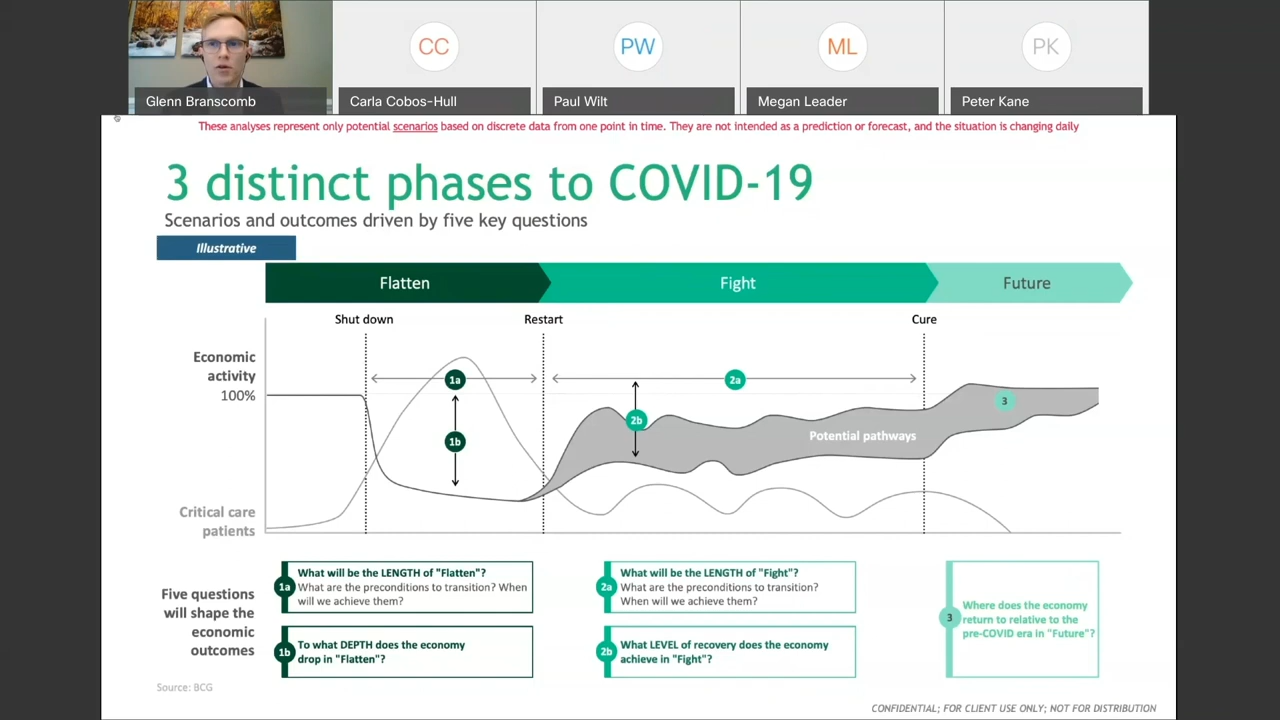 CC
PW
ML
PK
Glenn Branscomb
Carla Cobos-Hull
Paul Wilt
Megan Leader
Peter Kane
These analyses represent only potential scenarios based on discrete data from one point in time. They are not intended as a prediction or forecast, and the situation is changing daily
3 distinct phases to COVID-19
Scenarios and outcomes driven by five key questions
Illustrative
Flatten
Fight
Future
Shut down
Restart
Cure
Economic
activity
100%
1a
2a
1b
2b
3
Potential pathways
Critical care
patients
Five questions
will shape the
economic
outcomes
1a
What will be the LENGTH of "Flatten"?
What are the preconditions to transition? When
will we achieve them?
1b
To what DEPTH does the economy
drop in "Flatten"?
2a
What will be the LENGTH of "Fight"?
What are the preconditions to transition?
When will we achieve them?
2b
What LEVEL of recovery does the economy
achieve in "Fight"?
3
Where does the economy
return to relative to the
pre-COVID era in "Future"?
Source: BCG
CONFIDENTIAL; FOR CLIENT USE ONLY; NOT FOR DISTRIBUTION